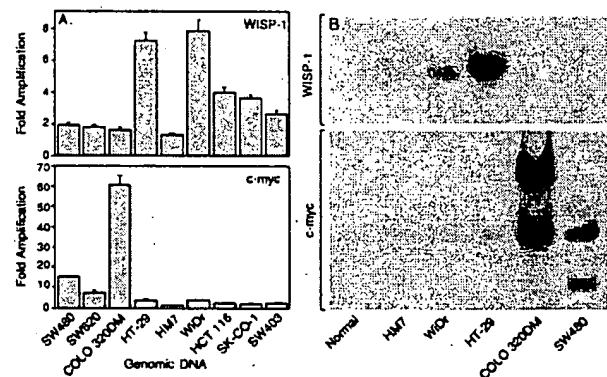 A.
WISP-1
Fold Amplification
8
6
4
2
0
c-myc
Fold Amplification
70
60
50
40
30
20
10
0
SW480
SW620
COLO 320DM
HT-29
HM7
WiDr
HCT 116
SK-CO-1
SW403
Genomic DNA
B
WISP-1
c-myc
Normal
HM7
WiDr
HT-29
COLO 320DM
SW480